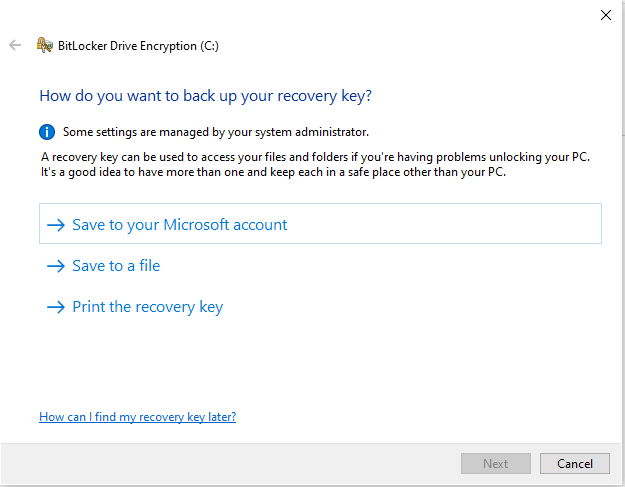 BitLocker Drive Encryption (C:)
How do you want to back up your recovery key?
Some settings are managed by your system administrator.
A recovery key can be used to access your files and folders if you're having problems unlocking your PC.
It's a good idea to have more than one and keep each in a safe place other than your PC.
Save to your Microsoft account
Save to a file
Print the recovery key
How can I find my recovery key later?
Next
Cancel